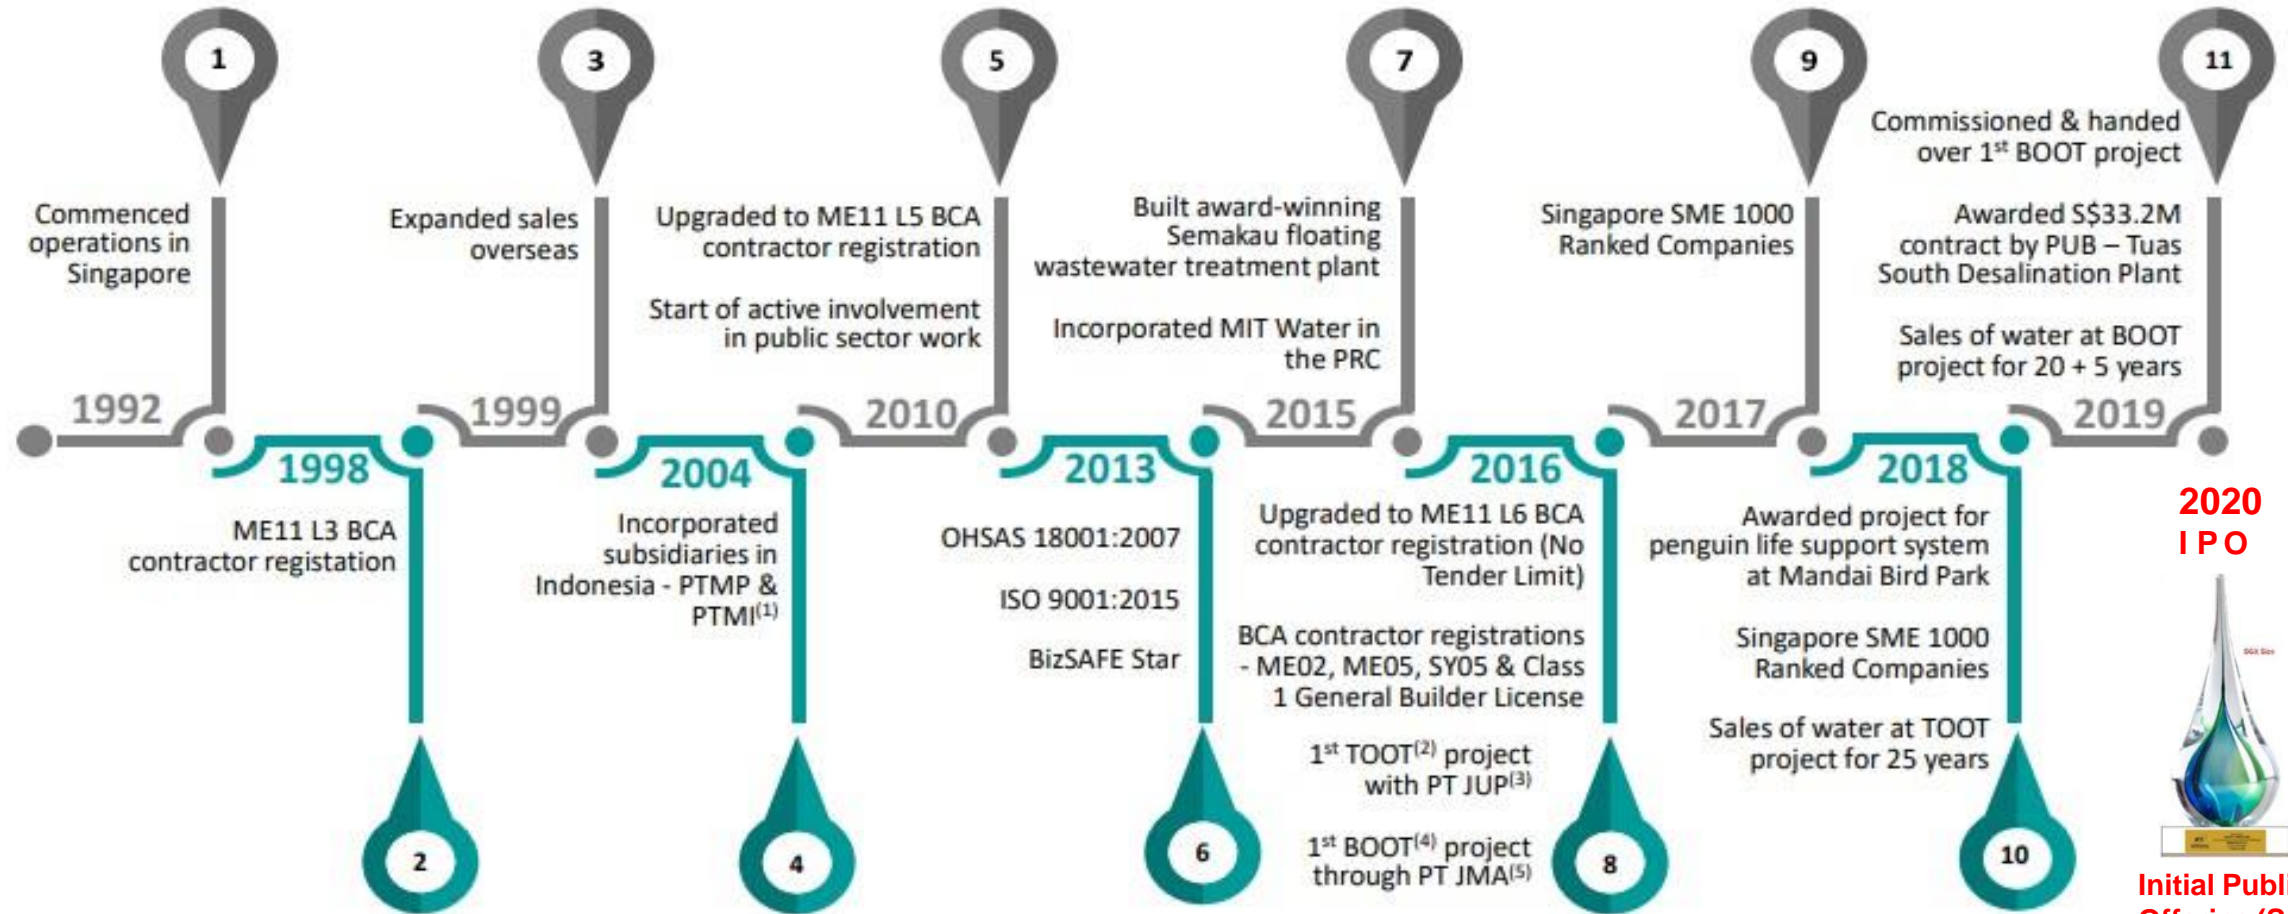 1
Commenced
operations in
Singapore
1992
1998
ME11 L3 BCA
contractor registation
2
3
Expanded sales
overseas
1999
2004
Incorporated
subsidiaries in
Indonesia - PTMP &
PTMI(1)
4
5
Upgraded to ME11 L5 BCA
contractor registration
Start of active involvement
in public sector work
2010
2013
OHSAS 18001:2007
ISO 9001:2015
BizSAFE Star
6
7
Built award-winning
Semakau floating
wastewater treatment plant
Incorporated MIT Water in
the PRC
2015
2016
Upgraded to ME11 L6 BCA
contractor registration (No
Tender Limit)
BCA contractor registrations
- ME02, ME05, SY05 & Class
1 General Builder License
1st TOOT(2) project
with PT JUP(3)
1st BOOT(4) project
through PT JMA(5)
8
9
Singapore SME 1000
Ranked Companies
2017
2018
Awarded project for
penguin life support system
at Mandai Bird Park
Singapore SME 1000
Ranked Companies
Sales of water at TOOT
project for 25 years
10
11
Commissioned & handed
over 1st BOOT project
Awarded S$33.2M
contract by PUB – Tuas
South Desalination Plant
Sales of water at BOOT
project for 20 + 5 years
2019
2020
I P O
Initial Publi